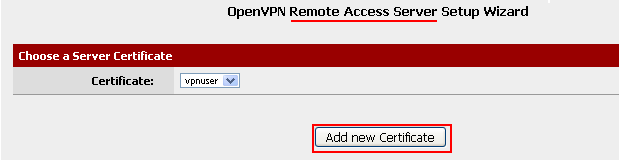 OpenVPN Remote Access Server Setup Wizard
Choose a Server Certificate
Certificate: vpnuser
Add new Certificate